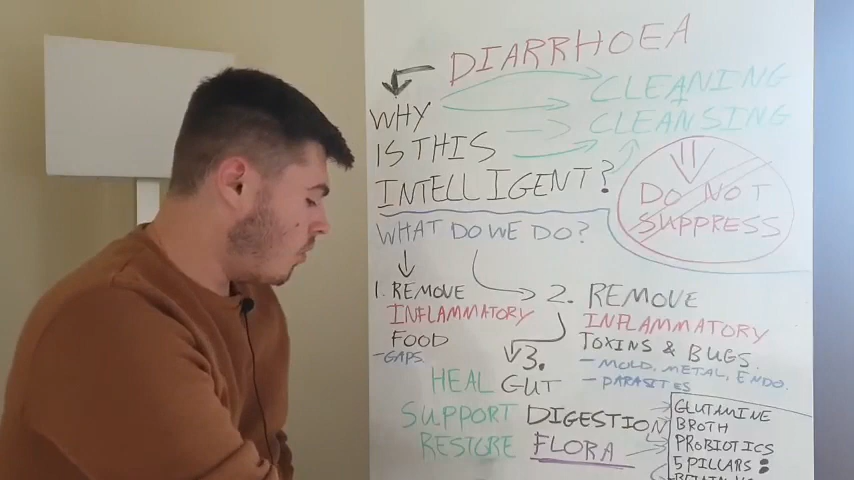 DIARRHOEA
WHY
IS THIS
INTELLIGENT?
CLEANING
CLEANSING
DO NOT
SUPPRESS
WHAT DO WE DO?
1. REMOVE
INFLAMMATORY
FOOD
- GAPS.
2. REMOVE
INFLAMMATORY
TOXINS & BUGS.
- MOLD, METAL, ENDO.
- PARASITES
3.
HEAL GUT
SUPPORT DIGESTION
RESTORE FLORA
GLUTAMINE
BROTH
PROBIOTICS
5 PILLARS: